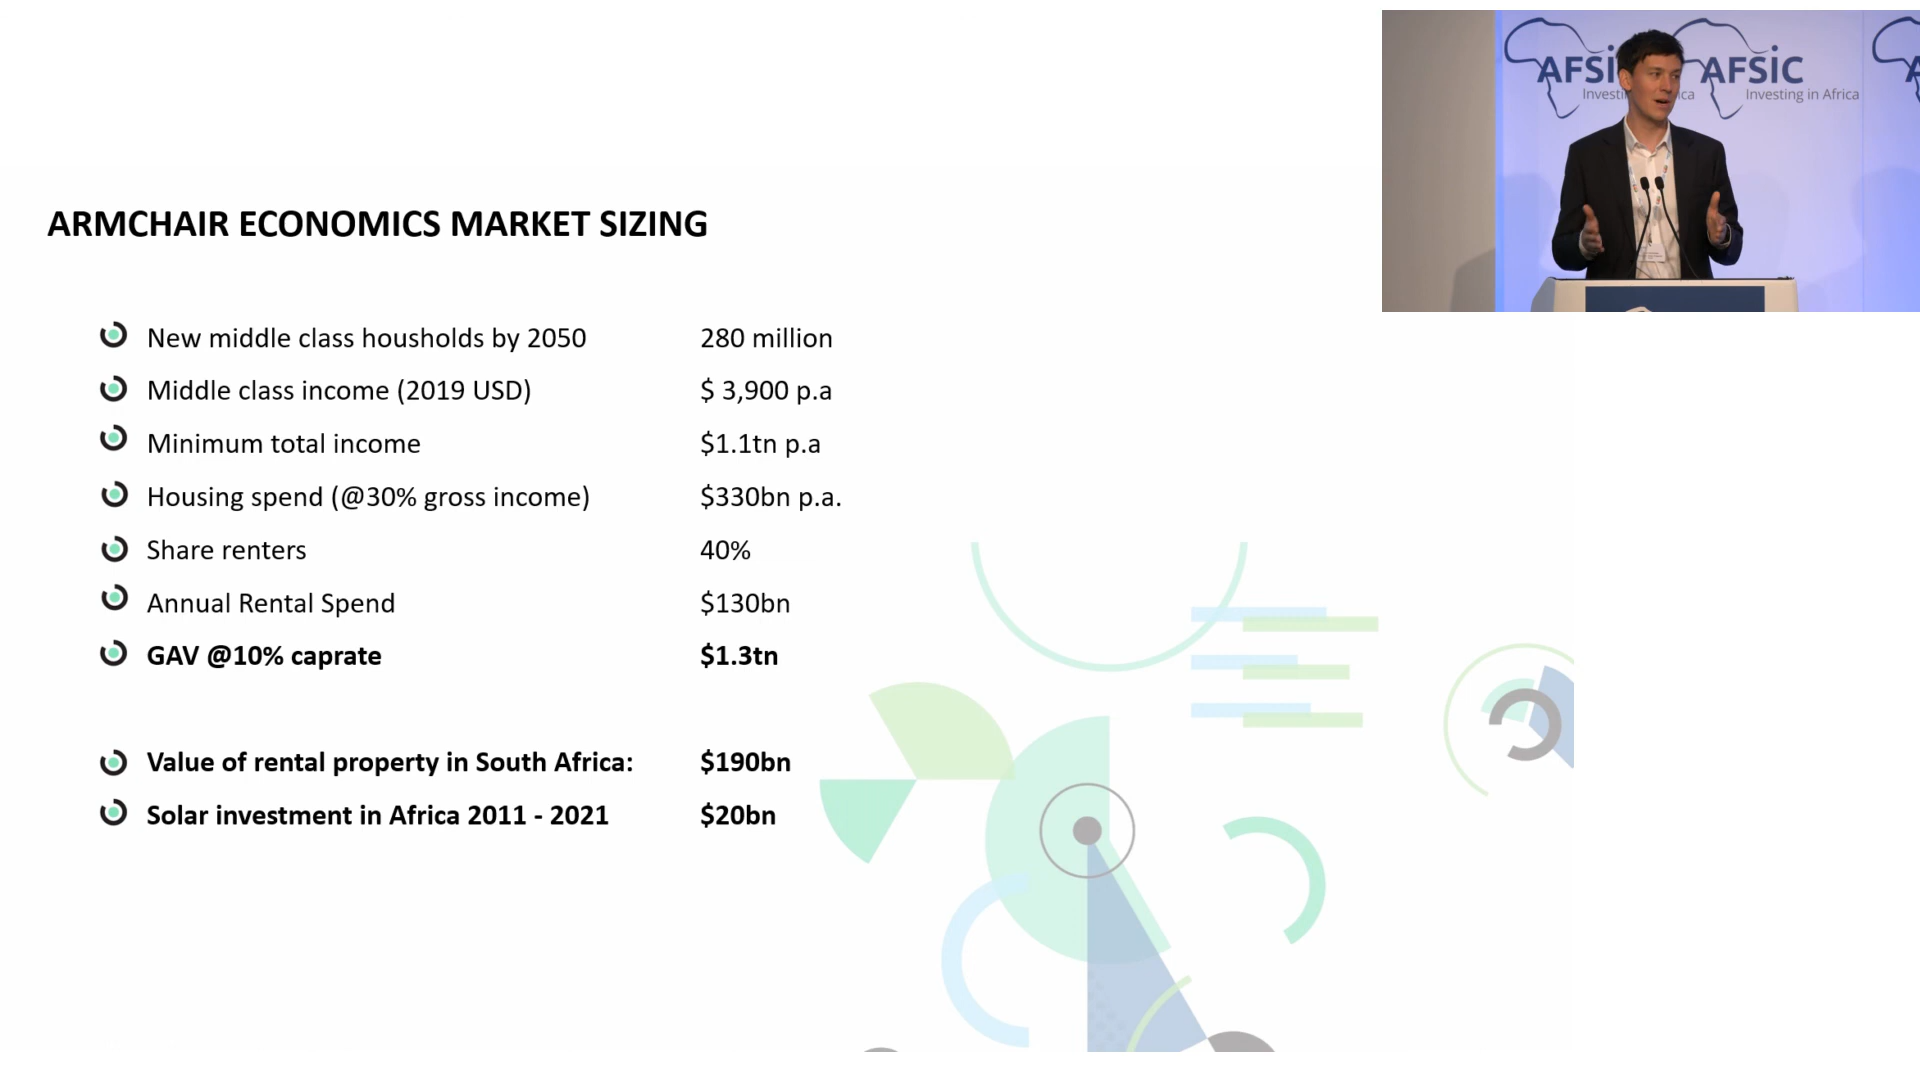 ARMCHAIR ECONOMICS MARKET SIZING
New middle class housholds by 2050 280 million
Middle class income (2019 USD) $ 3,900 p.a
Minimum total income $1.1tn p.a
Housing spend (@30% gross income) $330bn p.a.
Share renters 40%
Annual Rental Spend $130bn
GAV @10% caprate $1.3tn
Value of rental property in South Africa: $190bn
Solar investment in Africa 2011 - 2021 $20bn
AFSIC
Investing in Africa